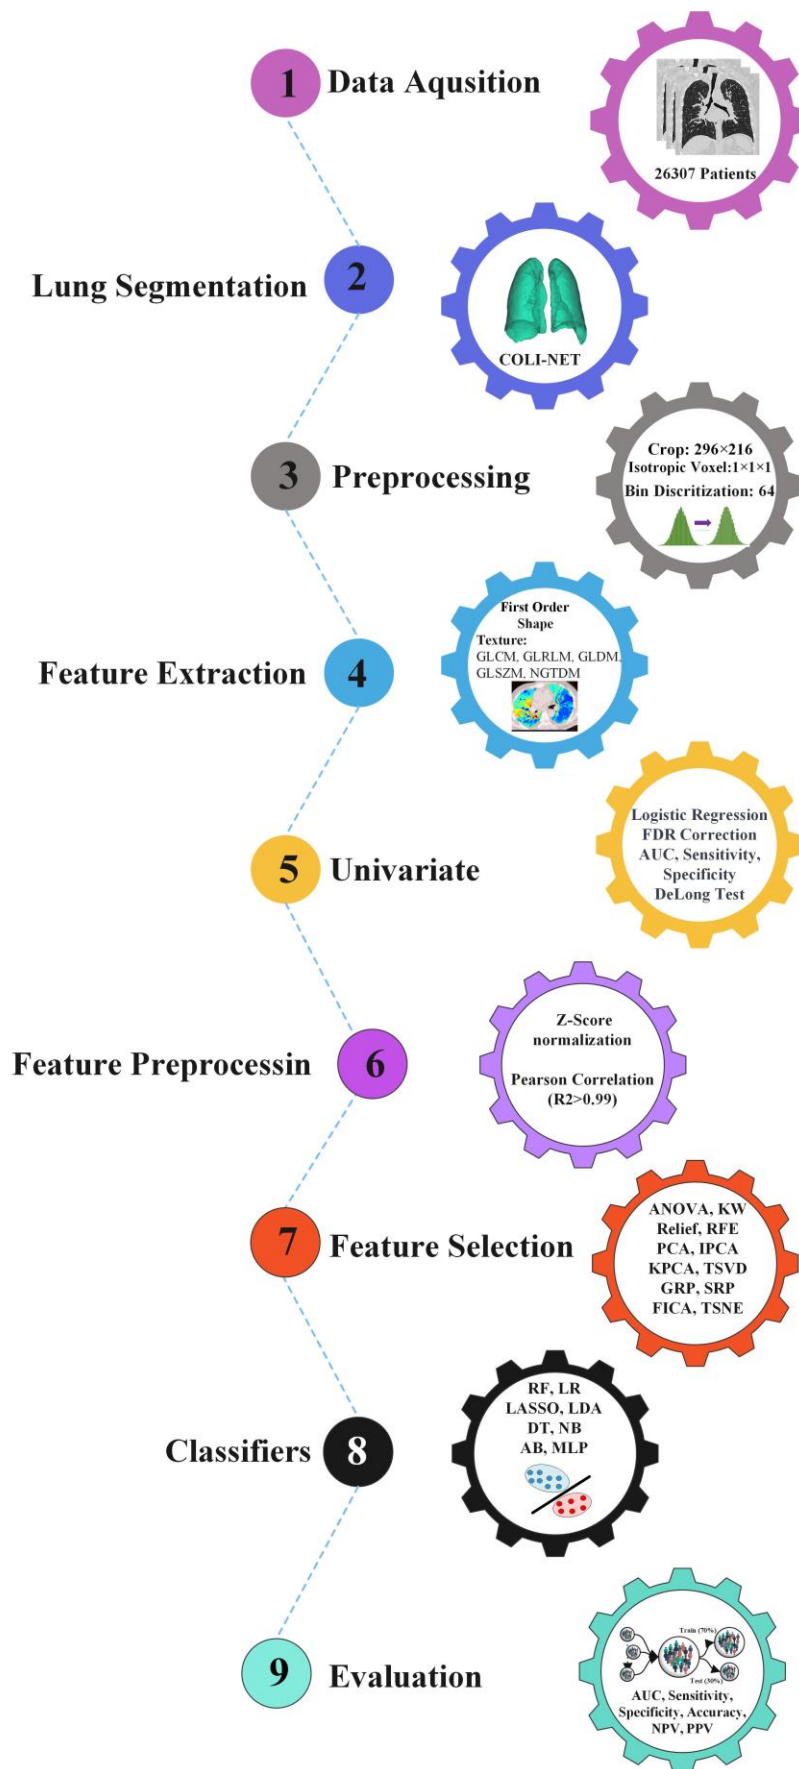 1
Data Aqusition
26307 Patients
2
Lung Segmentation
COLI-NET
3
Preprocessing
Crop: 296×216
Isotropic Voxel:1×1×1
Bin Discritization: 64
4
Feature Extraction
First Order
Shape
Texture:
GLCM, GLRLM, GLDM,
GLSZM, NGTDM
5
Univariate
Logistic Regression
FDR Correction
AUC, Sensitivity,
Specificity
DeLong Test
6
Feature Preprocessin
Z-Score
normalization
Pearson Correlation
(R2>0.99)
7
Feature Selection
ANOVA, KW
Relief, RFE
PCA, IPCA
KPCA, TSVD
GRP, SRP
FICA, TSNE
8
Classifiers
RF, LR
LASSO, LDA
DT, NB
AB, MLP
9
Evaluation
Train (70%)
Test (30%)
AUC, Sensitivity,
Specificity, Accuracy,
NPV, PPV